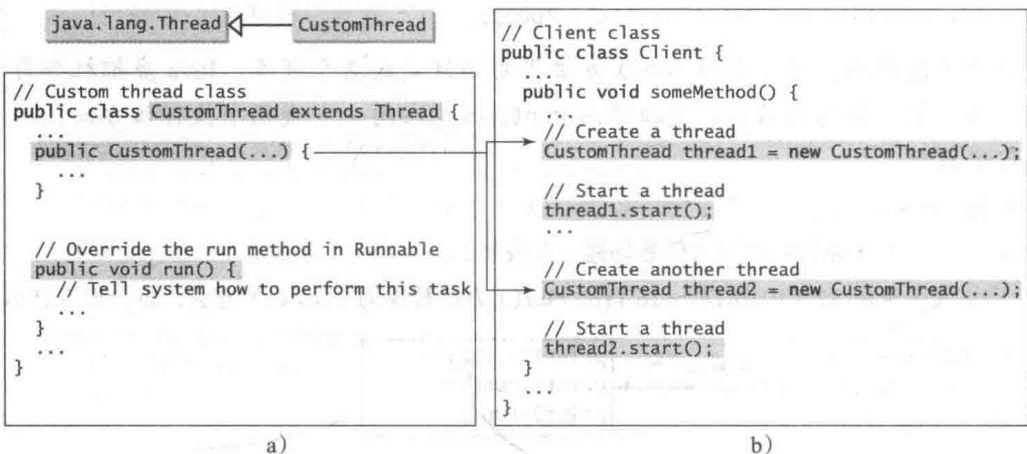 java.lang.Thread
CustomThread
// Custom thread class
public class CustomThread extends Thread {
...
public CustomThread(...) {
...
}
// Override the run method in Runnable
public void run() {
// Tell system how to perform this task
...
}
...
}
a)
// Client class
public class Client {
...
public void someMethod() {
...
// Create a thread
CustomThread thread1 = new CustomThread(...);
// Start a thread
thread1.start();
...
// Create another thread
CustomThread thread2 = new CustomThread(...);
// Start a thread
thread2.start();
}
...
}
b)